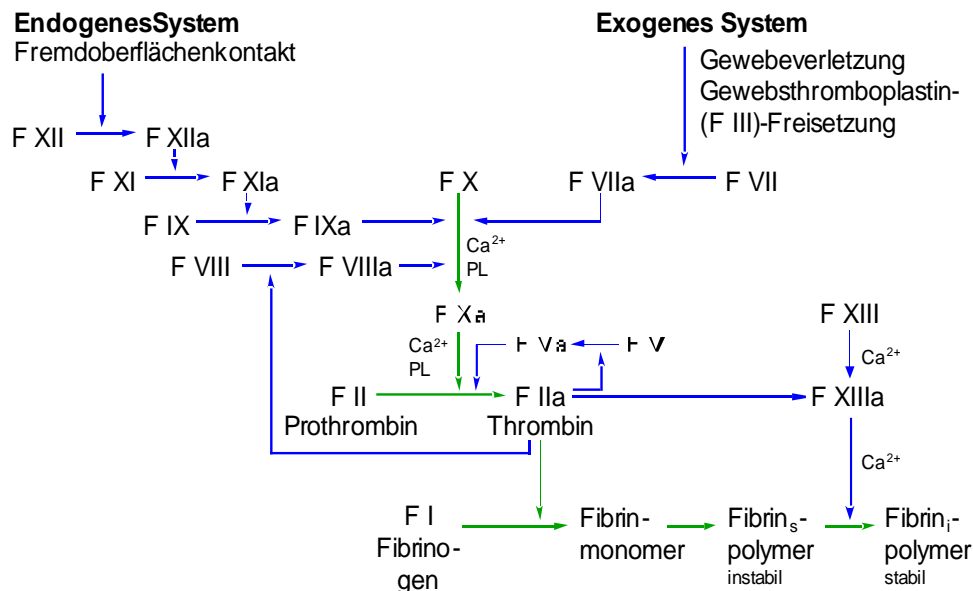 EndogenesSystem
Fremdoberflächenkontakt
Exogenes System
Gewebeverletzung
Gewebsthromboplastin-
(F III)-Freisetzung
F XII
F XIIa
F XI
F XIa
F X
F VIIa
F VII
F IX
F IXa
Ca²⁺
PL
F VIII
F VIIIa
F Xa
F XIII
Ca²⁺
PL
F Va
F V
Ca²⁺
F II
Prothrombin
F IIa
Thrombin
F XIIIa
Ca²⁺
F I
Fibrino-
gen
Fibrin-
monomer
Fibrinₛ-
polymer
instabil
Fibrinᵢ-
polymer
stabil